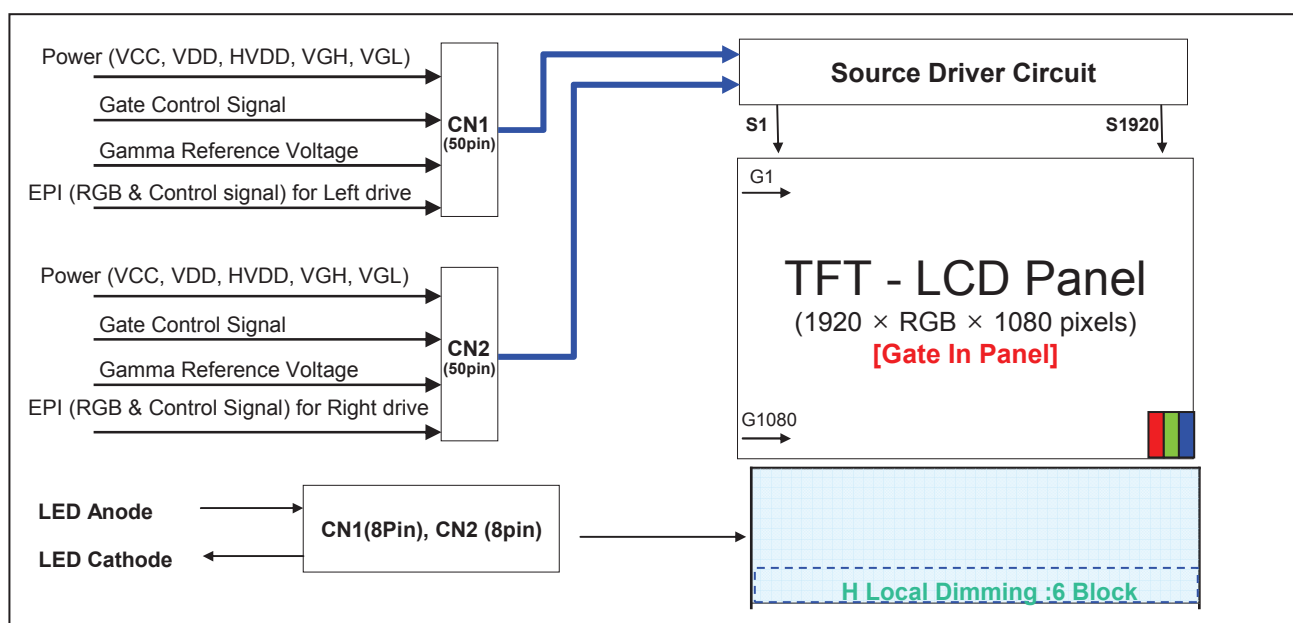 Power (VCC, VDD, HVDD, VGH, VGL)
Gate Control Signal
Gamma Reference Voltage
EPI (RGB & Control signal) for Left drive
CN1
(50pin)
Power (VCC, VDD, HVDD, VGH, VGL)
Gate Control Signal
Gamma Reference Voltage
EPI (RGB & Control Signal) for Right drive
CN2
(50pin)
Source Driver Circuit
S1
S1920
G1
TFT - LCD Panel
(1920 × RGB × 1080 pixels)
[Gate In Panel]
G1080
LED Anode
LED Cathode
CN1(8Pin), CN2 (8pin)
H Local Dimming :6 Block